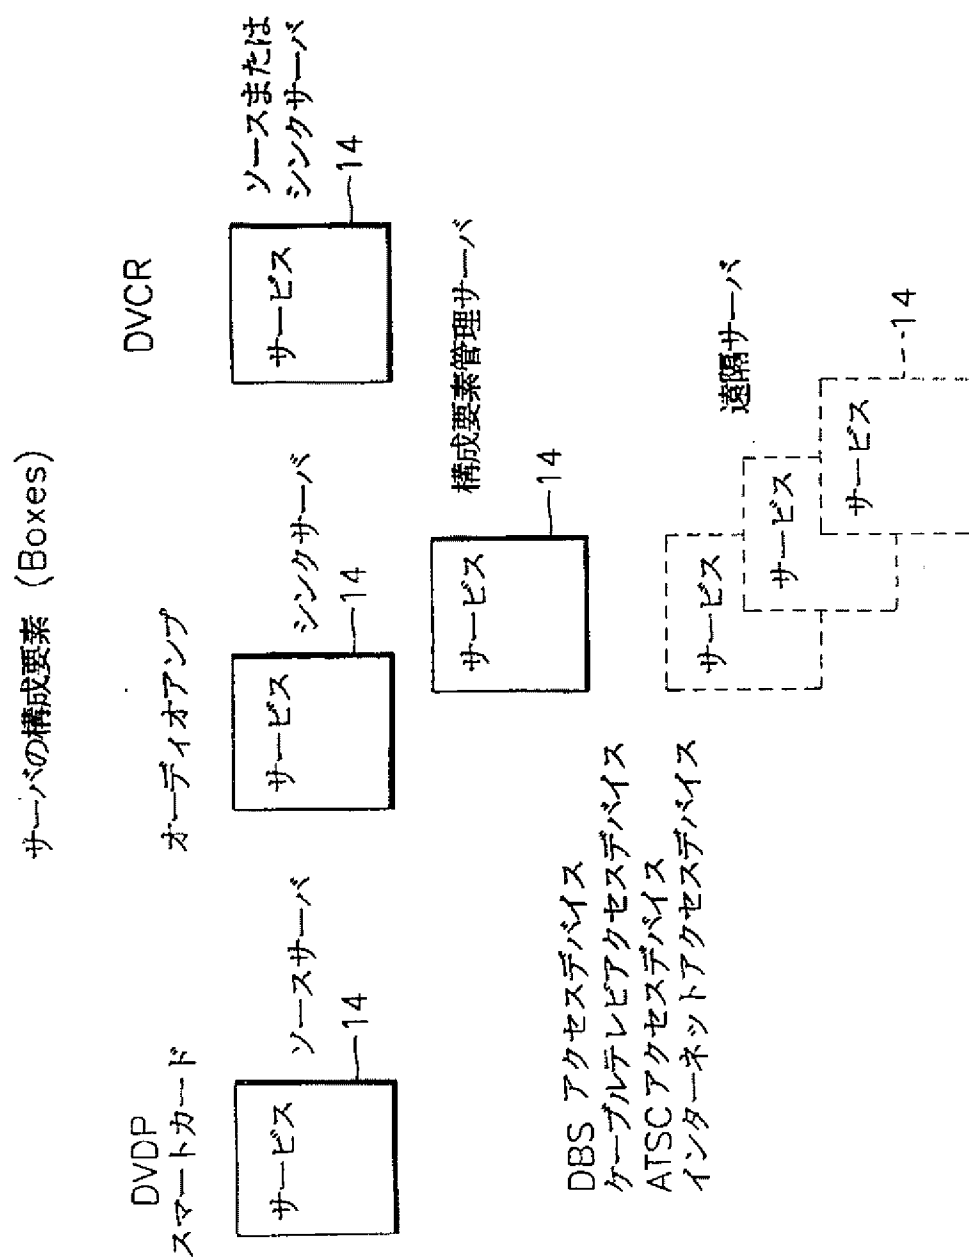 サーバの構成要素 (Boxes)
DVDP
スマートカード
サービス
ソースサーバ
14
オーディオアンプ
サービス
シンクサーバ
14
DVCR
サービス
ソースまたは
シンクサーバ
14
サービス
構成要素管理サーバ
14
DBS アクセスデバイス
ケーブルテレビアクセスデバイス
ATSCアクセスデバイス
インターネットアクセスデバイス
サービス
サービス
サービス
遠隔サーバ
14